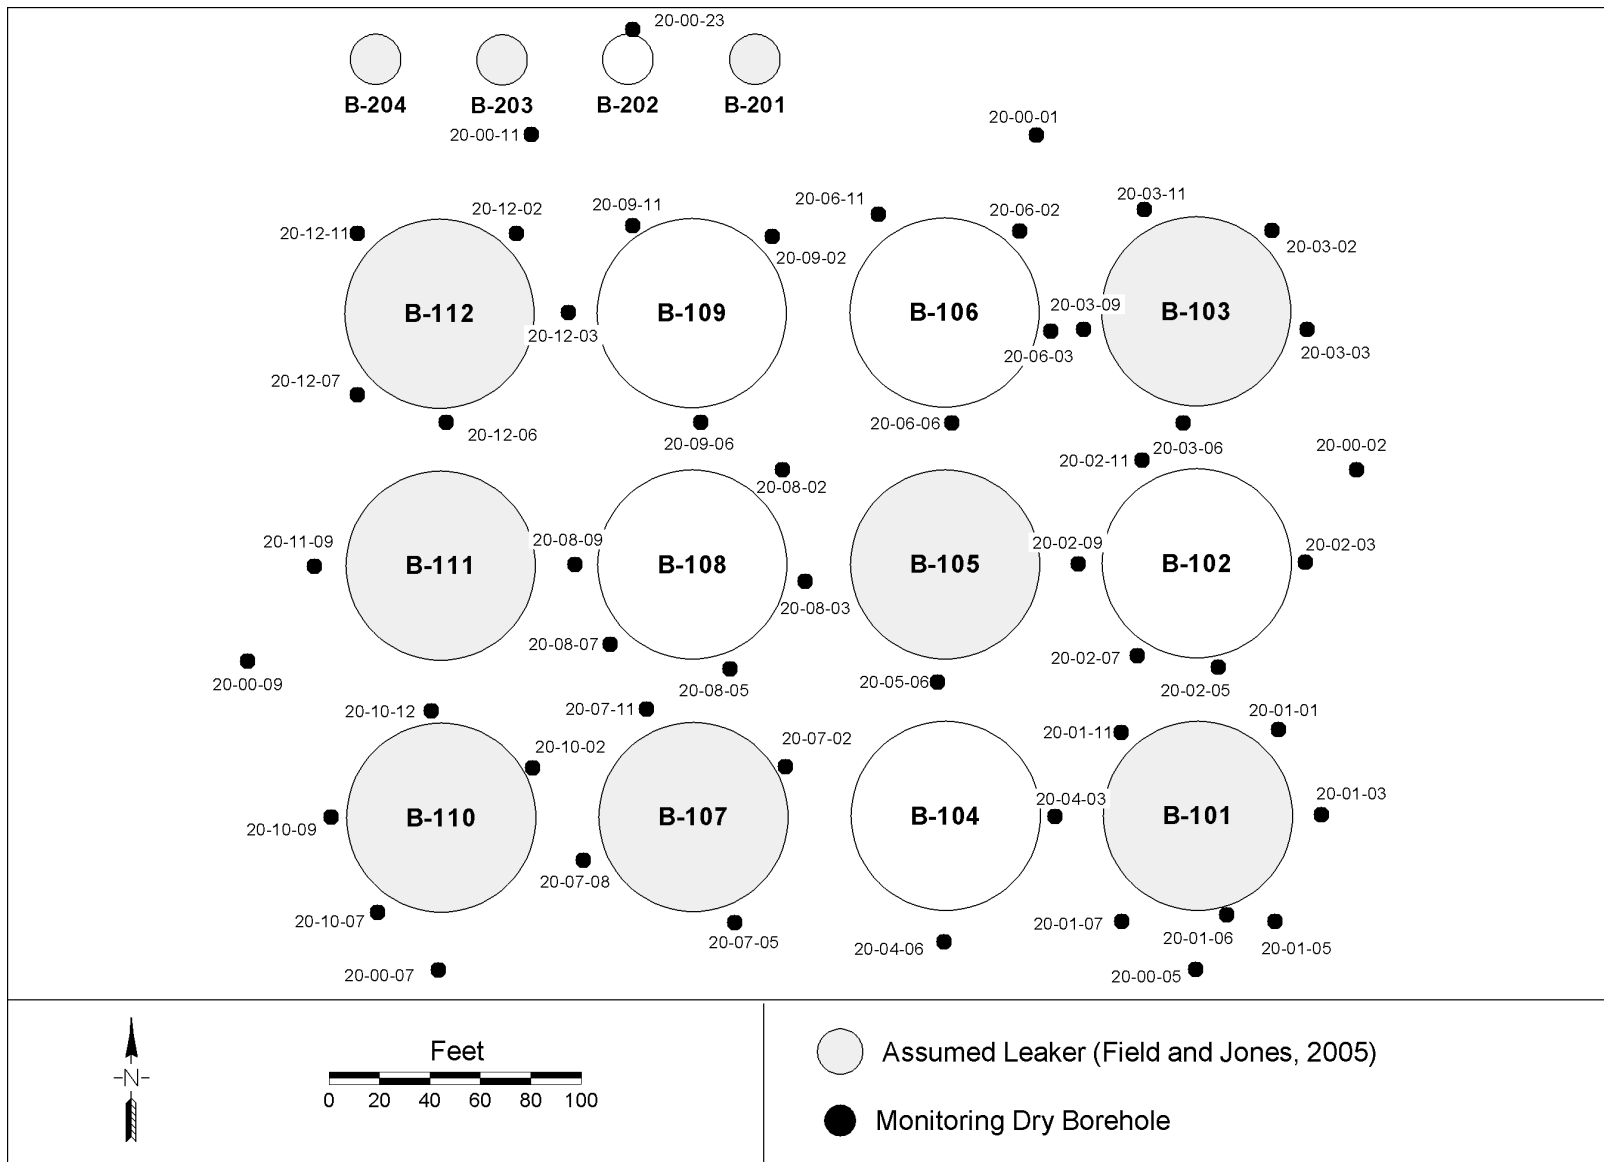 20-00-23
B-204
B-203
B-202
B-201
20-00-11
20-00-01
20-12-11
20-12-02
20-09-11
20-09-02
20-06-11
20-06-02
20-03-11
20-03-02
B-112
B-109
B-106
B-103
20-03-09
20-12-03
20-06-03
20-03-03
20-12-07
20-12-06
20-09-06
20-06-06
20-03-06
20-00-02
20-02-11
20-08-02
20-11-09
20-08-09
20-02-09
20-02-03
B-111
B-108
B-105
B-102
20-08-03
20-08-07
20-02-07
20-00-09
20-08-05
20-05-06
20-02-05
20-10-12
20-07-11
20-01-01
20-01-11
20-10-02
20-07-02
20-04-03
20-01-03
B-110
B-107
B-104
B-101
20-10-09
20-07-08
20-10-07
20-07-05
20-04-06
20-01-07
20-01-06
20-01-05
20-00-07
20-00-05
N
Feet
0 20 40 60 80 100
Assumed Leaker (Field and Jones, 2005)
Monitoring Dry Borehole